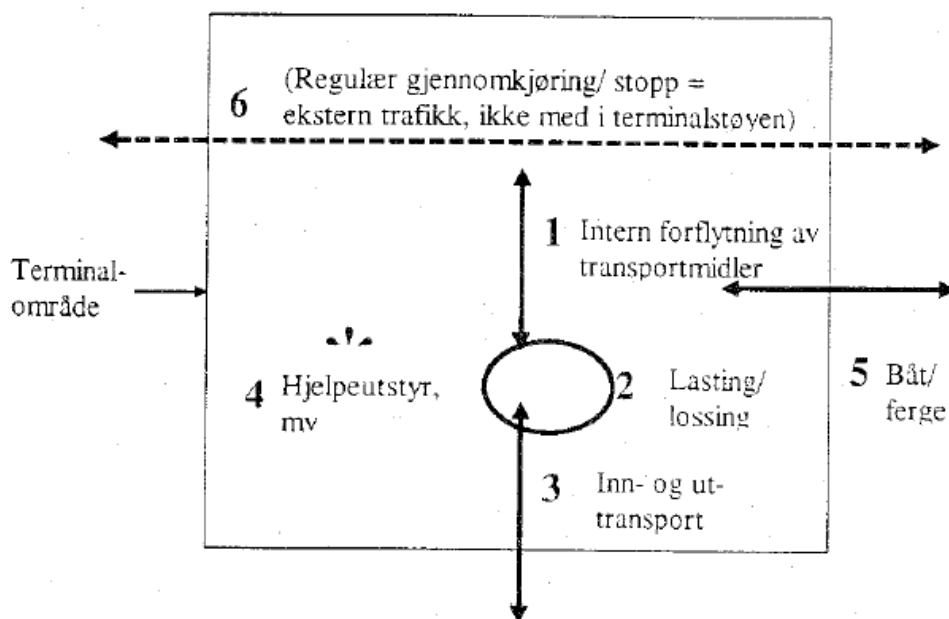 6 (Regulær gjennomkjøring/ stopp =
ekstern trafikk, ikke med i terminalstøyen)
1 Intern forflytning av
transportmidler
Terminal-
område
4 Hjelpeutstyr,
mv
2 Lasting/
lossing
5 Båt/
ferge
3 Inn- og ut-
transport